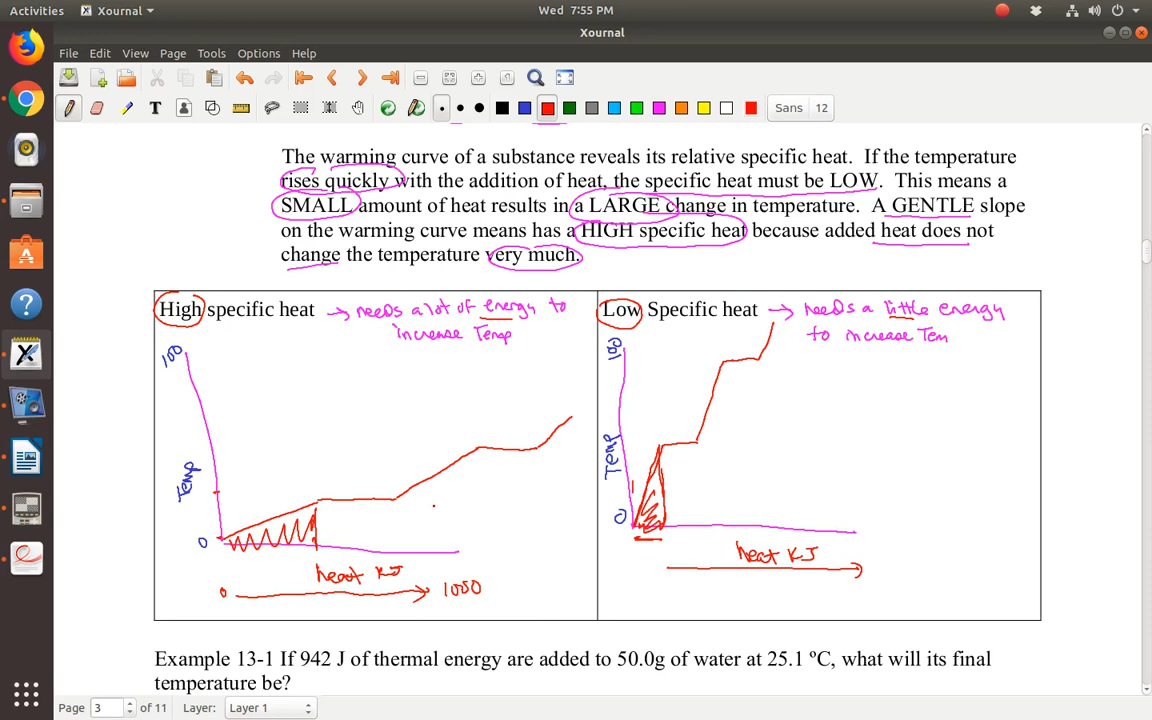 Activities Xournal Wed 7:55 PM
Xournal
File Edit View Page Tools Options Help
Sans 12
The warming curve of a substance reveals its relative specific heat. If the temperature
rises quickly with the addition of heat, the specific heat must be LOW. This means a
SMALL amount of heat results in a LARGE change in temperature. A GENTLE slope
on the warming curve means has a HIGH specific heat because added heat does not
change the temperature very much.
High specific heat → needs a lot of energy to
increase Temp
100
Temp
0
heat KJ
0 → 1000
Low Specific heat → needs a little energy
to increase Tem
100
Temp
0
heat KJ
Example 13-1 If 942 J of thermal energy are added to 50.0g of water at 25.1 ºC, what will its final
temperature be?
Page 3 of 11 Layer: Layer 1